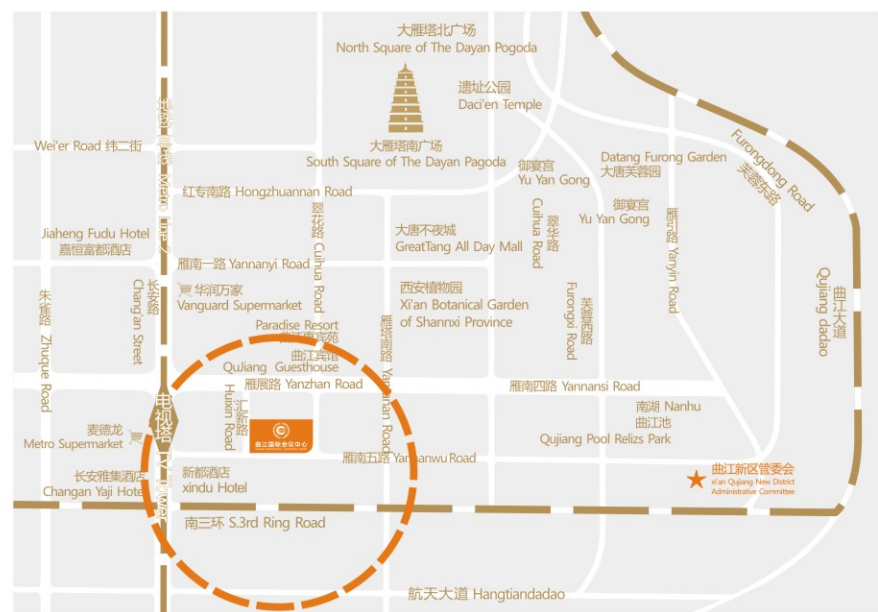 大雁塔北广场
North Square of The Dayan Pogoda
遗址公园
Daci'en Temple
大雁塔南广场
South Square of The Dayan Pagoda
Wei'er Road 纬二街
御宴宫
Yu Yan Gong
Datang Furong Garden
大唐芙蓉园
Furongdong Road
芙蓉东路
红专南路 Hongzhuannan Road
御宴宫
Yu Yan Gong
翠花路 Cuihua Road
翠华路
Cuihua Road
Yanyin Road
Metro Line 2
Jiaheng Fudu Hotel
嘉恒富都酒店
大唐不夜城
GreatTang All Day Mall
雁南一路 Yannanyi Road
长安路
Chang'an Street
华润万家
Vanguard Supermarket
西安植物园
Xi'an Botanical Garden
of Shannxi Province
芙蓉西路
Furongxi Road
曲江大道
Qujiang dadao
朱雀路 Zhuque Road
Paradise Resort
曲江宾馆
QuJiang Guesthouse
雁塔南路 Yantanan Road
雁展路 Yanzhan Road
雁南四路 Yannansi Road
Huixin Road
电视塔
TV Tower
曲江国际会议中心
南湖 Nanhu
曲江池
Qujiang Pool Relizs Park
麦德龙
Metro Supermarket
雁南五路 Yannanwu Road
长安雅集酒店
Changan Yaji Hotel
新都酒店
xindu Hotel
曲江新区管委会
xi'an Qujiang New District
Administrative Committee
南三环 S.3rd Ring Road
航天大道 Hangtiandadao